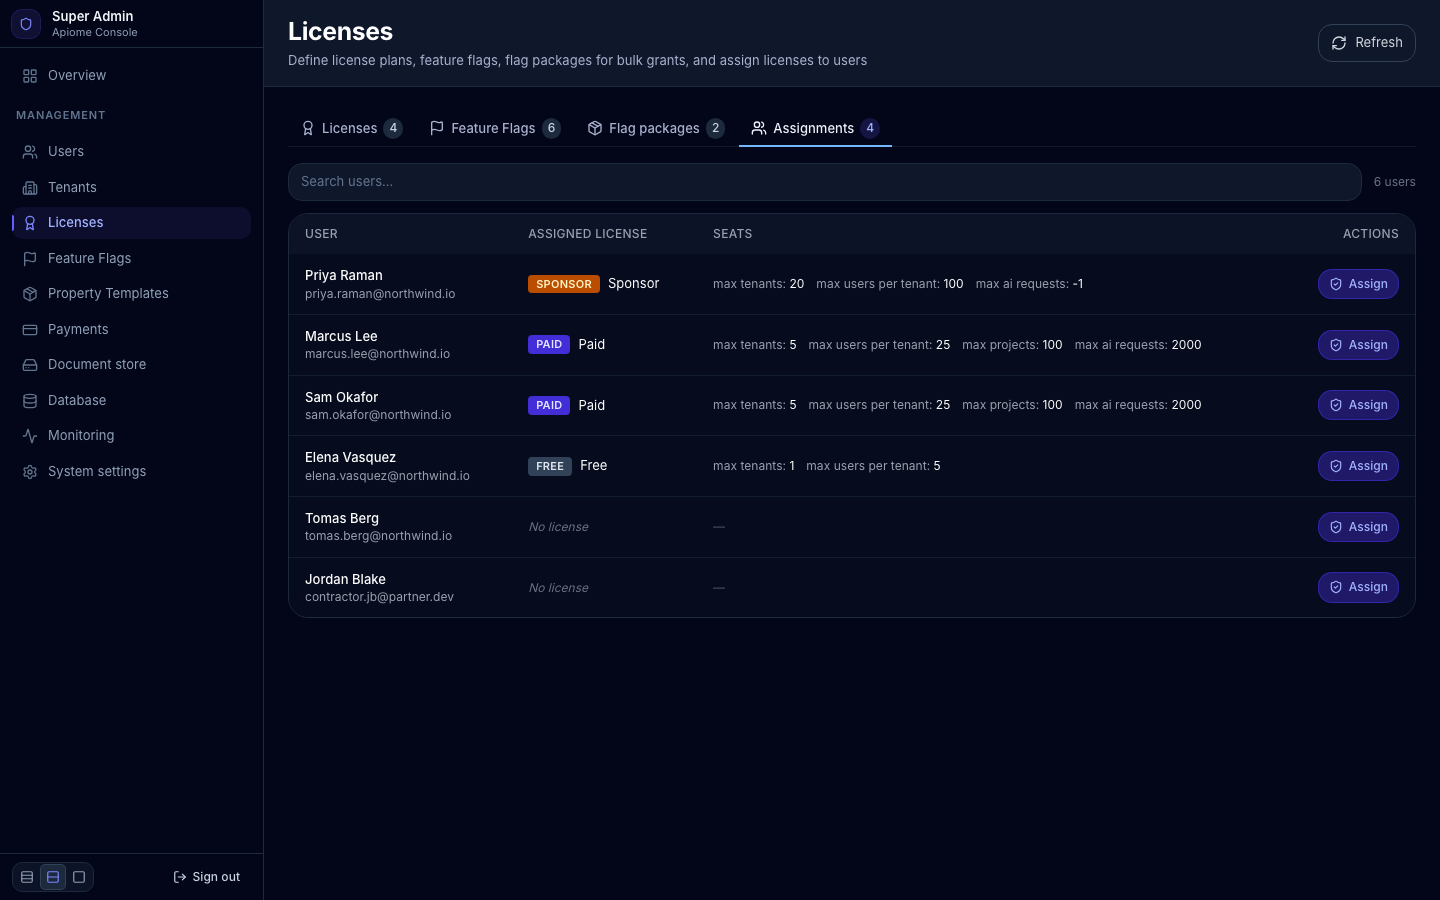 Super Admin
Apiome Console
Overview
MANAGEMENT
Users
Tenants
Licenses
Feature Flags
Property Templates
Payments
Document store
Database
Monitoring
System settings
Sign out
Licenses
Define license plans, feature flags, flag packages for bulk grants, and assign licenses to users
Refresh
Licenses 4 Feature Flags 6 Flag packages 2 Assignments 4
Search users... 6 users
USER ASSIGNED LICENSE SEATS ACTIONS
Priya Raman
priya.raman@northwind.io
SPONSOR Sponsor max tenants: 20 max users per tenant: 100 max ai requests: -1 Assign
Marcus Lee
marcus.lee@northwind.io
PAID Paid max tenants: 5 max users per tenant: 25 max projects: 100 max ai requests: 2000 Assign
Sam Okafor
sam.okafor@northwind.io
PAID Paid max tenants: 5 max users per tenant: 25 max projects: 100 max ai requests: 2000 Assign
Elena Vasquez
elena.vasquez@northwind.io
FREE Free max tenants: 1 max users per tenant: 5 Assign
Tomas Berg
tomas.berg@northwind.io
No license — Assign
Jordan Blake
contractor.jb@partner.dev
No license — Assign